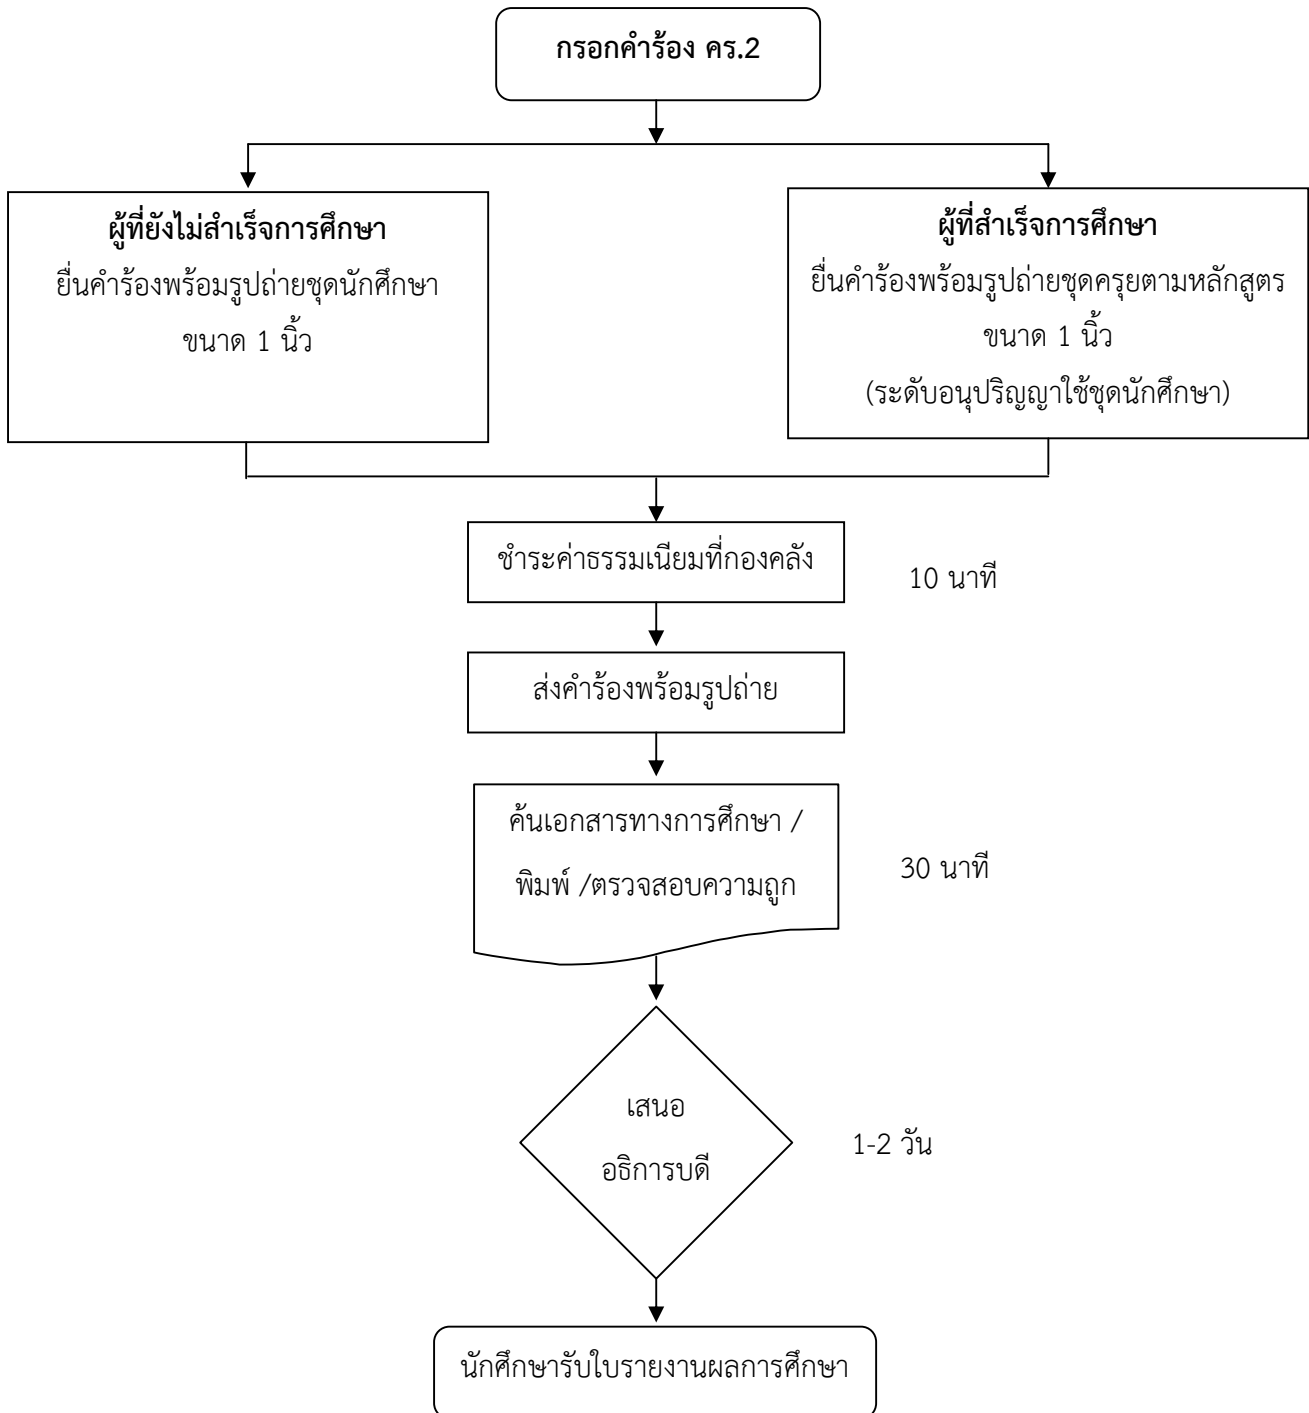 กรอกคำร้อง คร.2
ผู้ที่ยังไม่สำเร็จการศึกษา
ยื่นคำร้องพร้อมรูปถ่ายชุดนักศึกษา
ขนาด 1 นิ้ว
ผู้ที่สำเร็จการศึกษา
ยื่นคำร้องพร้อมรูปถ่ายชุดครุยตามหลักสูตร
ขนาด 1 นิ้ว
(ระดับอนุปริญญาใช้ชุดนักศึกษา)
ชำระค่าธรรมเนียมที่กองคลัง
10 นาที
ส่งคำร้องพร้อมรูปถ่าย
ค้นเอกสารทางการศึกษา /
พิมพ์ /ตรวจสอบความถูก
30 นาที
เสนอ
อธิการบดี
1-2 วัน
นักศึกษารับใบรายงานผลการศึกษา